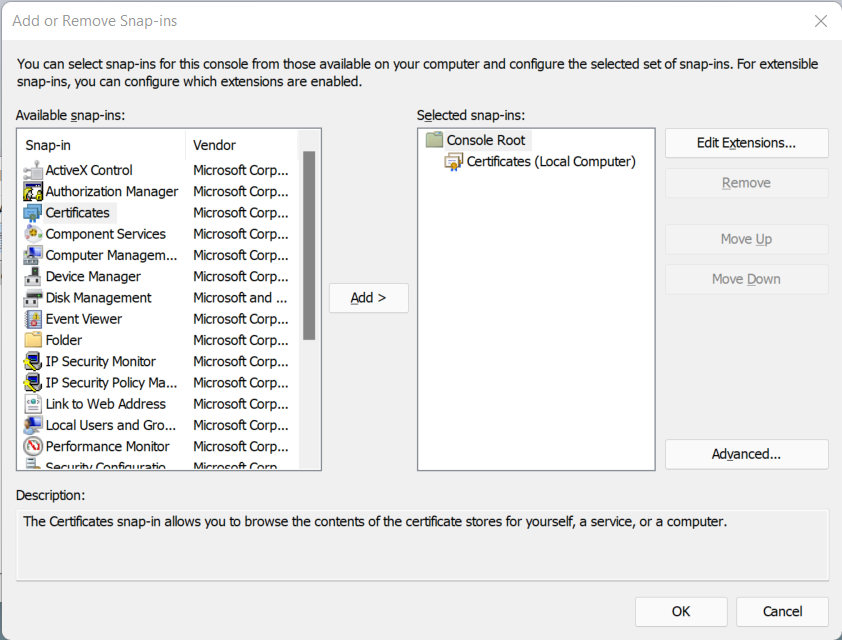 Add or Remove Snap-ins
You can select snap-ins for this console from those available on your computer and configure the selected set of snap-ins. For extensible
snap-ins, you can configure which extensions are enabled.
Available snap-ins:
Selected snap-ins:
Snap-in Vendor
ActiveX Control Microsoft Corp...
Authorization Manager Microsoft Corp...
Certificates Microsoft Corp...
Component Services Microsoft Corp...
Computer Managem... Microsoft Corp...
Device Manager Microsoft Corp...
Disk Management Microsoft and ...
Event Viewer Microsoft Corp...
Folder Microsoft Corp...
IP Security Monitor Microsoft Corp...
IP Security Policy Ma... Microsoft Corp...
Link to Web Address Microsoft Corp...
Local Users and Gro... Microsoft Corp...
Performance Monitor Microsoft Corp...
Security Configuratio Microsoft Corp
Add >
Console Root
Certificates (Local Computer)
Edit Extensions...
Remove
Move Up
Move Down
Advanced...
Description:
The Certificates snap-in allows you to browse the contents of the certificate stores for yourself, a service, or a computer.
OK
Cancel